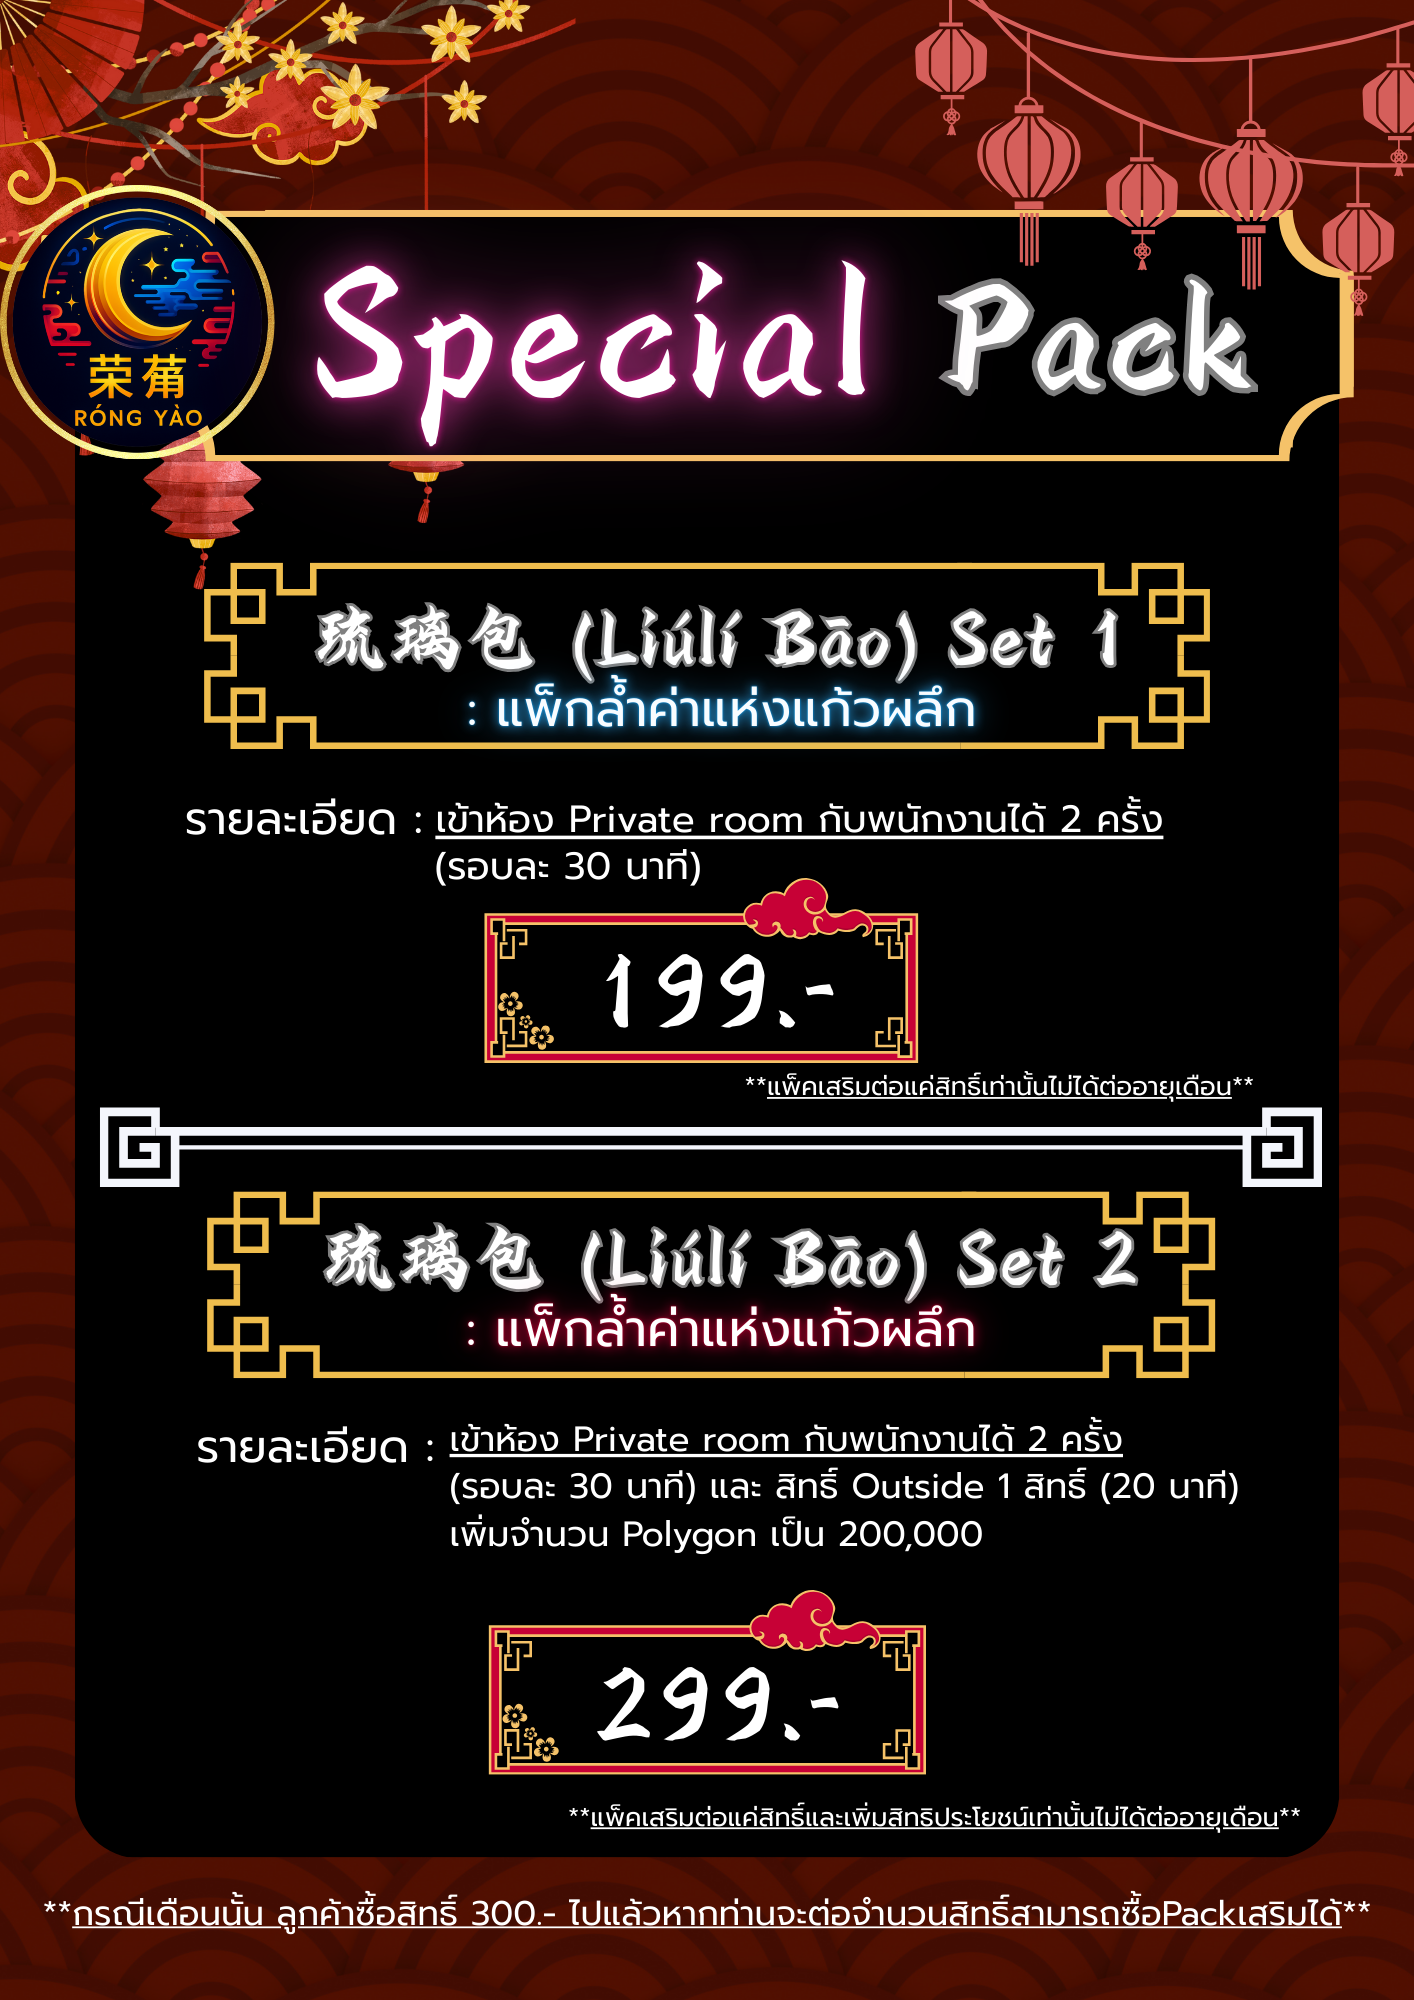 荣蒱
RÓNG YÀO
Special Pack
琉璃包 (Liúlí Bāo) Set 1
: แพ็กล้ำค่าแห่งแก้วผลึก
รายละเอียด : เข้าห้อง Private room กับพนักงานได้ 2 ครั้ง
(รอบละ 30 นาที)
199.-
**แพ็คเสริมต่อแค่สิทธิ์เท่านั้นไม่ได้ต่ออายุเดือน**
琉璃包 (Liúlí Bāo) Set 2
: แพ็กล้ำค่าแห่งแก้วผลึก
รายละเอียด : เข้าห้อง Private room กับพนักงานได้ 2 ครั้ง
(รอบละ 30 นาที) และ สิทธิ์ Outside 1 สิทธิ์ (20 นาที)
เพิ่มจำนวน Polygon เป็น 200,000
299.-
**แพ็คเสริมต่อแค่สิทธิ์และเพิ่มสิทธิประโยชน์เท่านั้นไม่ได้ต่ออายุเดือน**
**กรณีเดือนนั้น ลูกค้าซื้อสิทธิ์ 300.- ไปแล้วหากท่านจะต่อจำนวนสิทธิ์สามารถซื้อPackเสริมได้**